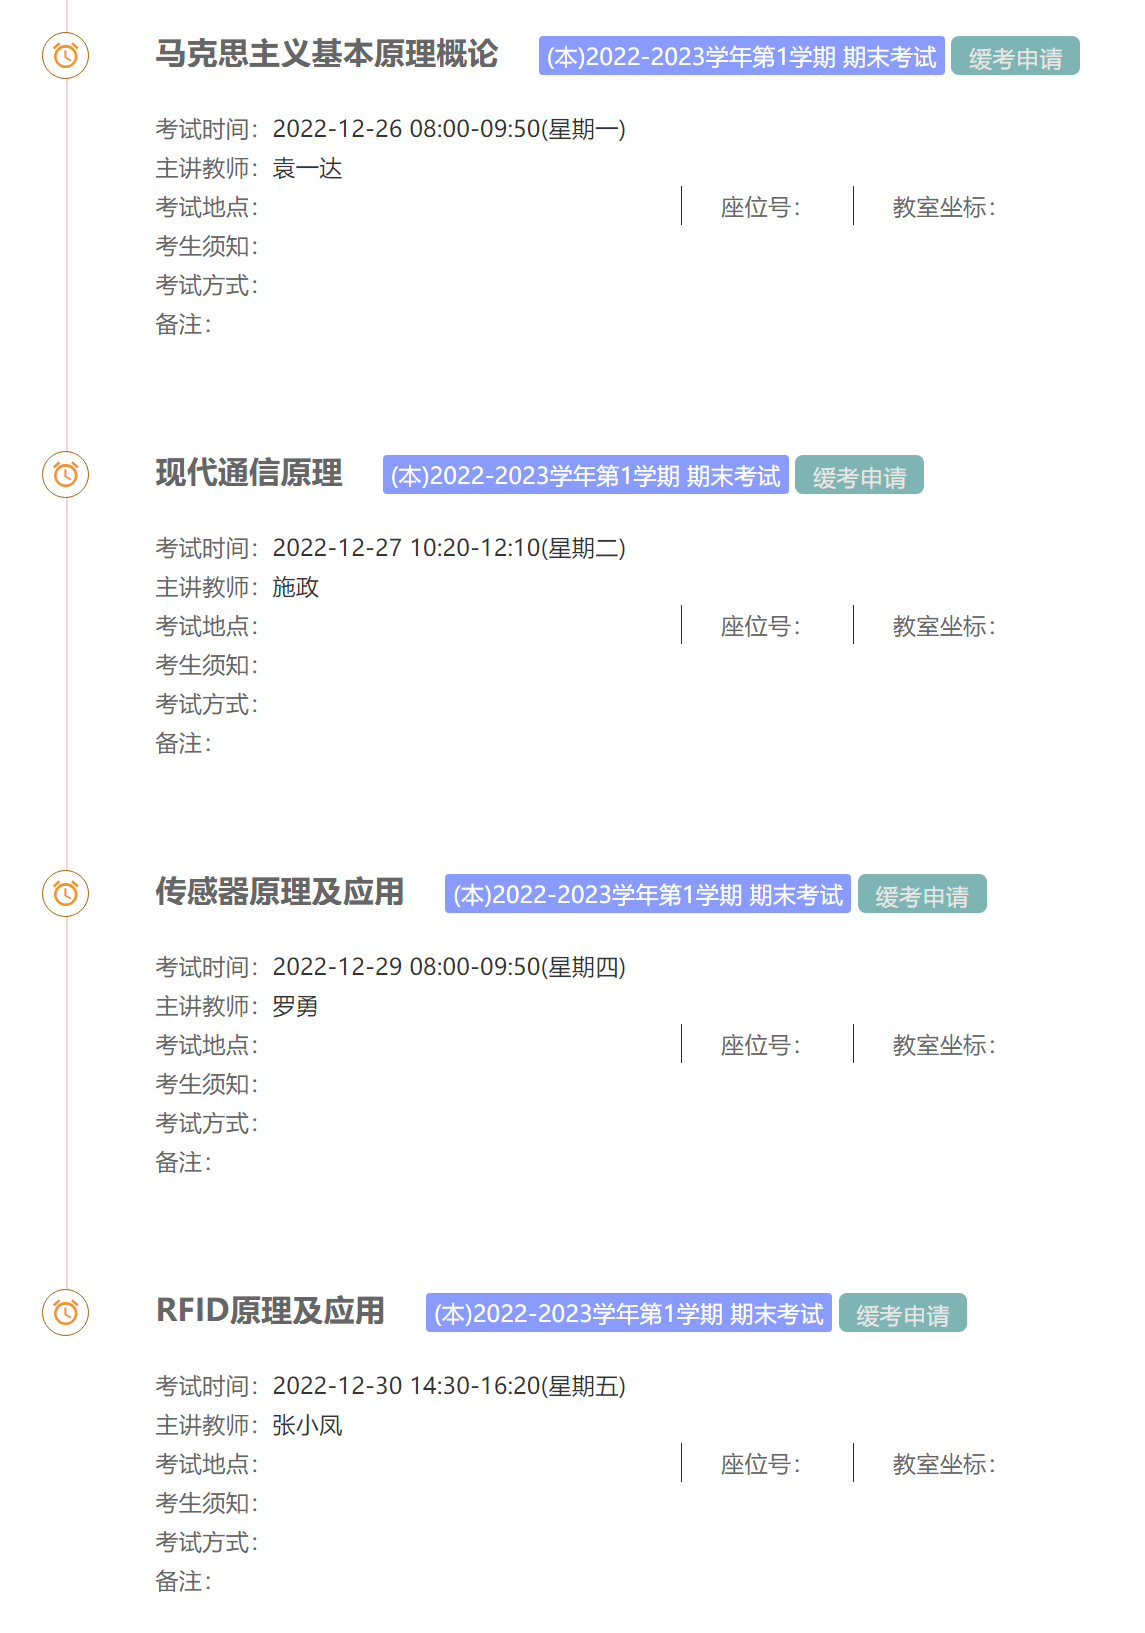 马克思主义基本原理概论 (本)2022-2023学年第1学期 期末考试 缓考申请
考试时间：2022-12-26 08:00-09:50(星期一)
主讲教师：袁一达
考试地点： 座位号： 教室坐标：
考生须知：
考试方式：
备注：
现代通信原理 (本)2022-2023学年第1学期 期末考试 缓考申请
考试时间：2022-12-27 10:20-12:10(星期二)
主讲教师：施政
考试地点： 座位号： 教室坐标：
考生须知：
考试方式：
备注：
传感器原理及应用 (本)2022-2023学年第1学期 期末考试 缓考申请
考试时间：2022-12-29 08:00-09:50(星期四)
主讲教师：罗勇
考试地点： 座位号： 教室坐标：
考生须知：
考试方式：
备注：
RFID原理及应用 (本)2022-2023学年第1学期 期末考试 缓考申请
考试时间：2022-12-30 14:30-16:20(星期五)
主讲教师：张小凤
考试地点： 座位号： 教室坐标：
考生须知：
考试方式：
备注：